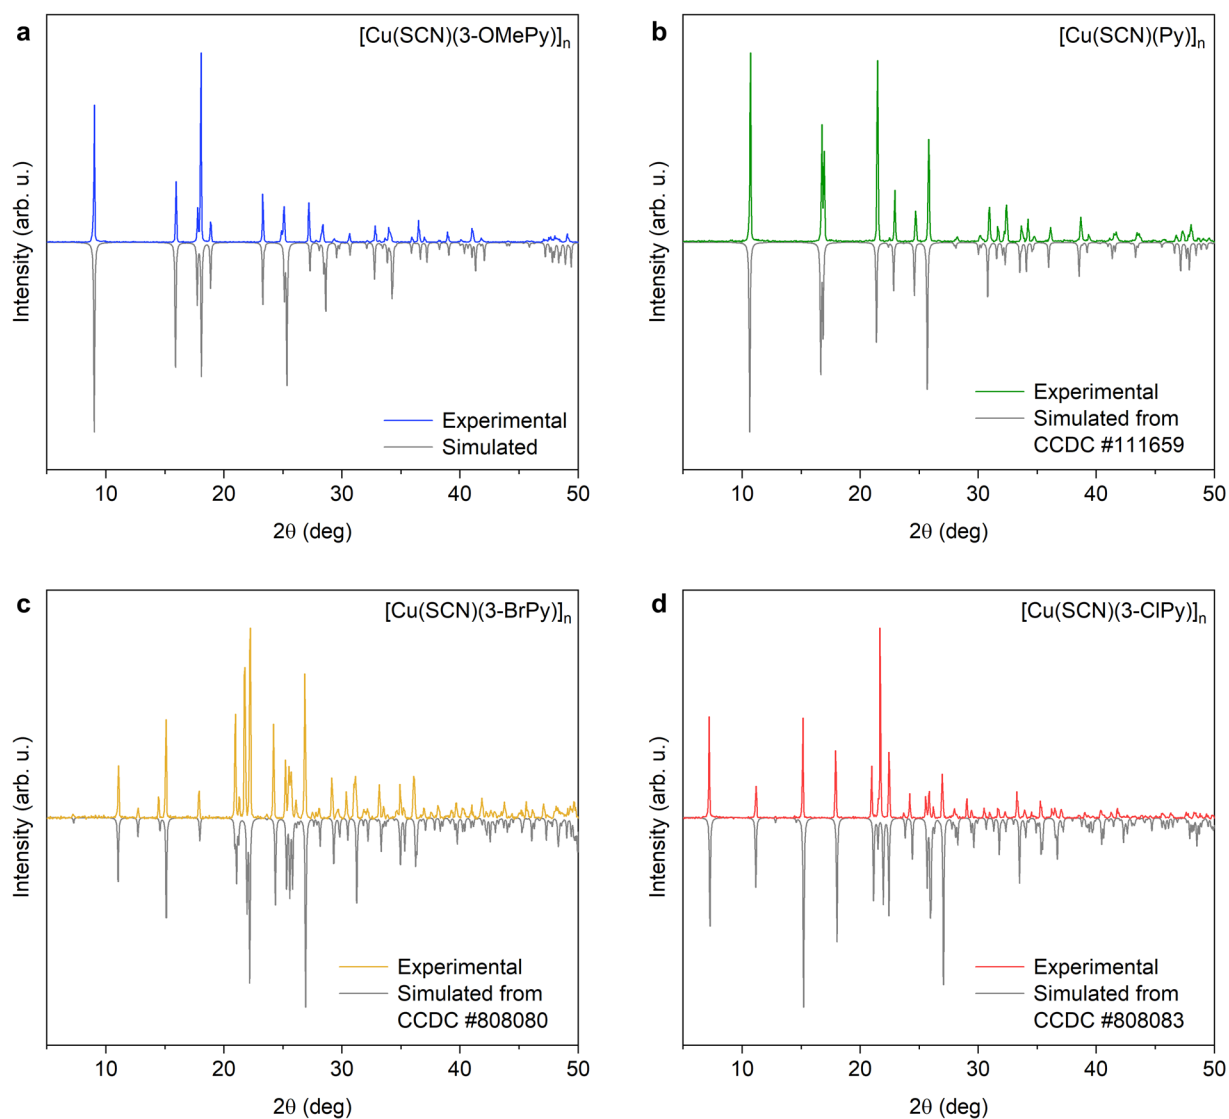 a
[Cu(SCN)(3-OMePy)]n
Intensity (arb. u.)
Experimental
Simulated
10 20 30 40 50
2θ (deg)
b
[Cu(SCN)(Py)]n
Intensity (arb. u.)
Experimental
Simulated from
CCDC #111659
10 20 30 40 50
2θ (deg)
c
[Cu(SCN)(3-BrPy)]n
Intensity (arb. u.)
Experimental
Simulated from
CCDC #808080
10 20 30 40 50
2θ (deg)
d
[Cu(SCN)(3-ClPy)]n
Intensity (arb. u.)
Experimental
Simulated from
CCDC #808083
10 20 30 40 50
2θ (deg)